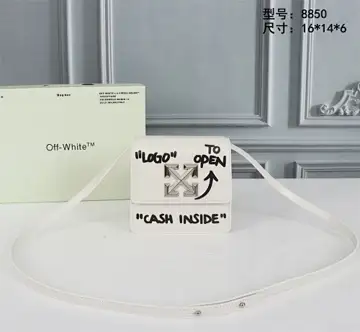 型号：8850
尺寸：16*14*6
Off-White™
"LOGO"
TO
OPEN
"CASH INSIDE"